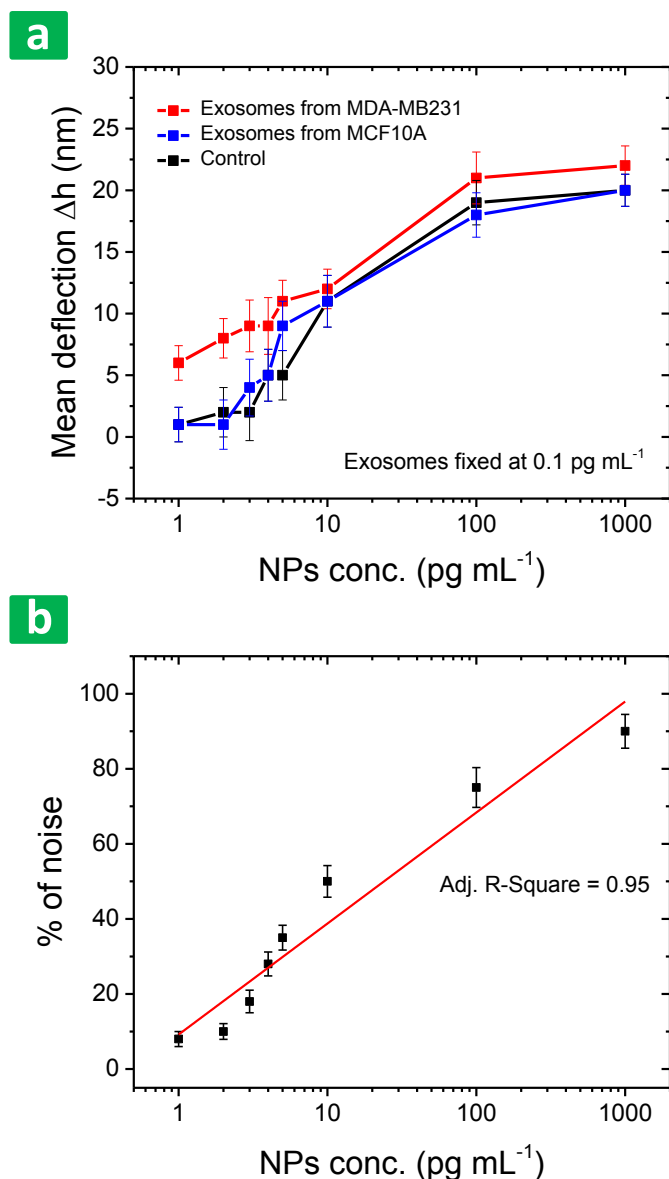 a
30
25
20
15
10
5
0
-5
Mean deflection Δh (nm)
Exosomes from MDA-MB231
Exosomes from MCF10A
Control
Exosomes fixed at 0.1 pg mL⁻¹
1 10 100 1000
NPs conc. (pg mL⁻¹)
b
100
80
60
40
20
0
% of noise
Adj. R-Square = 0.95
1 10 100 1000
NPs conc. (pg mL⁻¹)